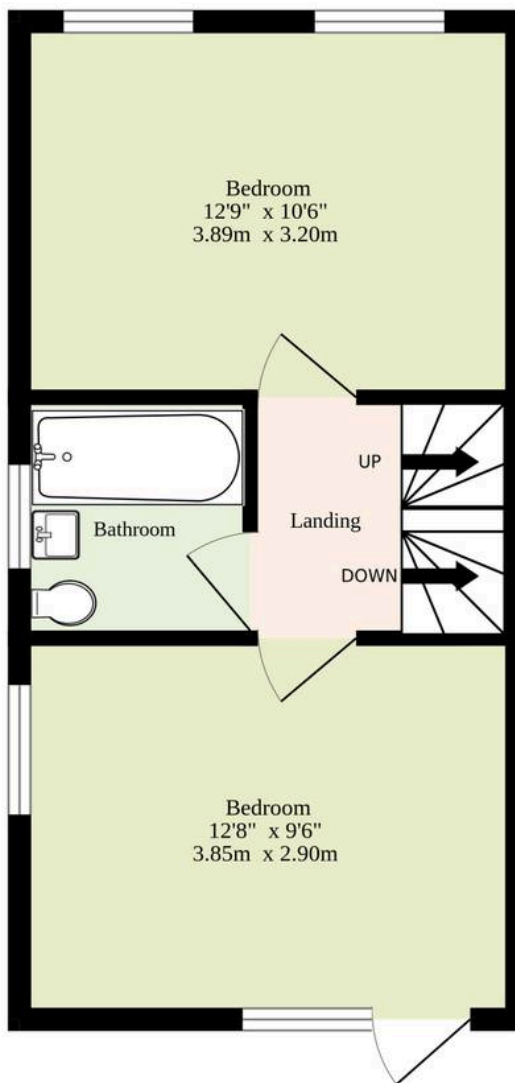 Bedroom
12'9" x 10'6"
3.89m x 3.20m
UP
Bathroom
Landing
DOWN
Bedroom
12'8" x 9'6"
3.85m x 2.90m